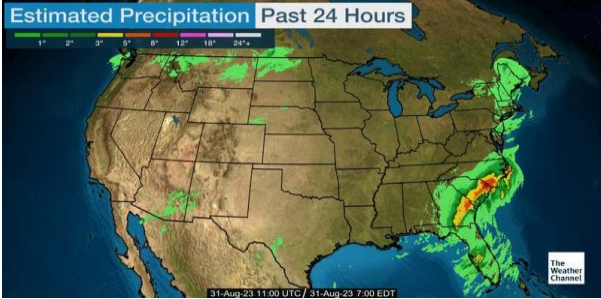 Estimated Precipitation Past 24 Hours
1" 2" 3" 5" 8" 12" 18" 24"+
The
Weather
Channel
31-Aug-23 11:00 UTC / 31-Aug-23 7:00 EDT